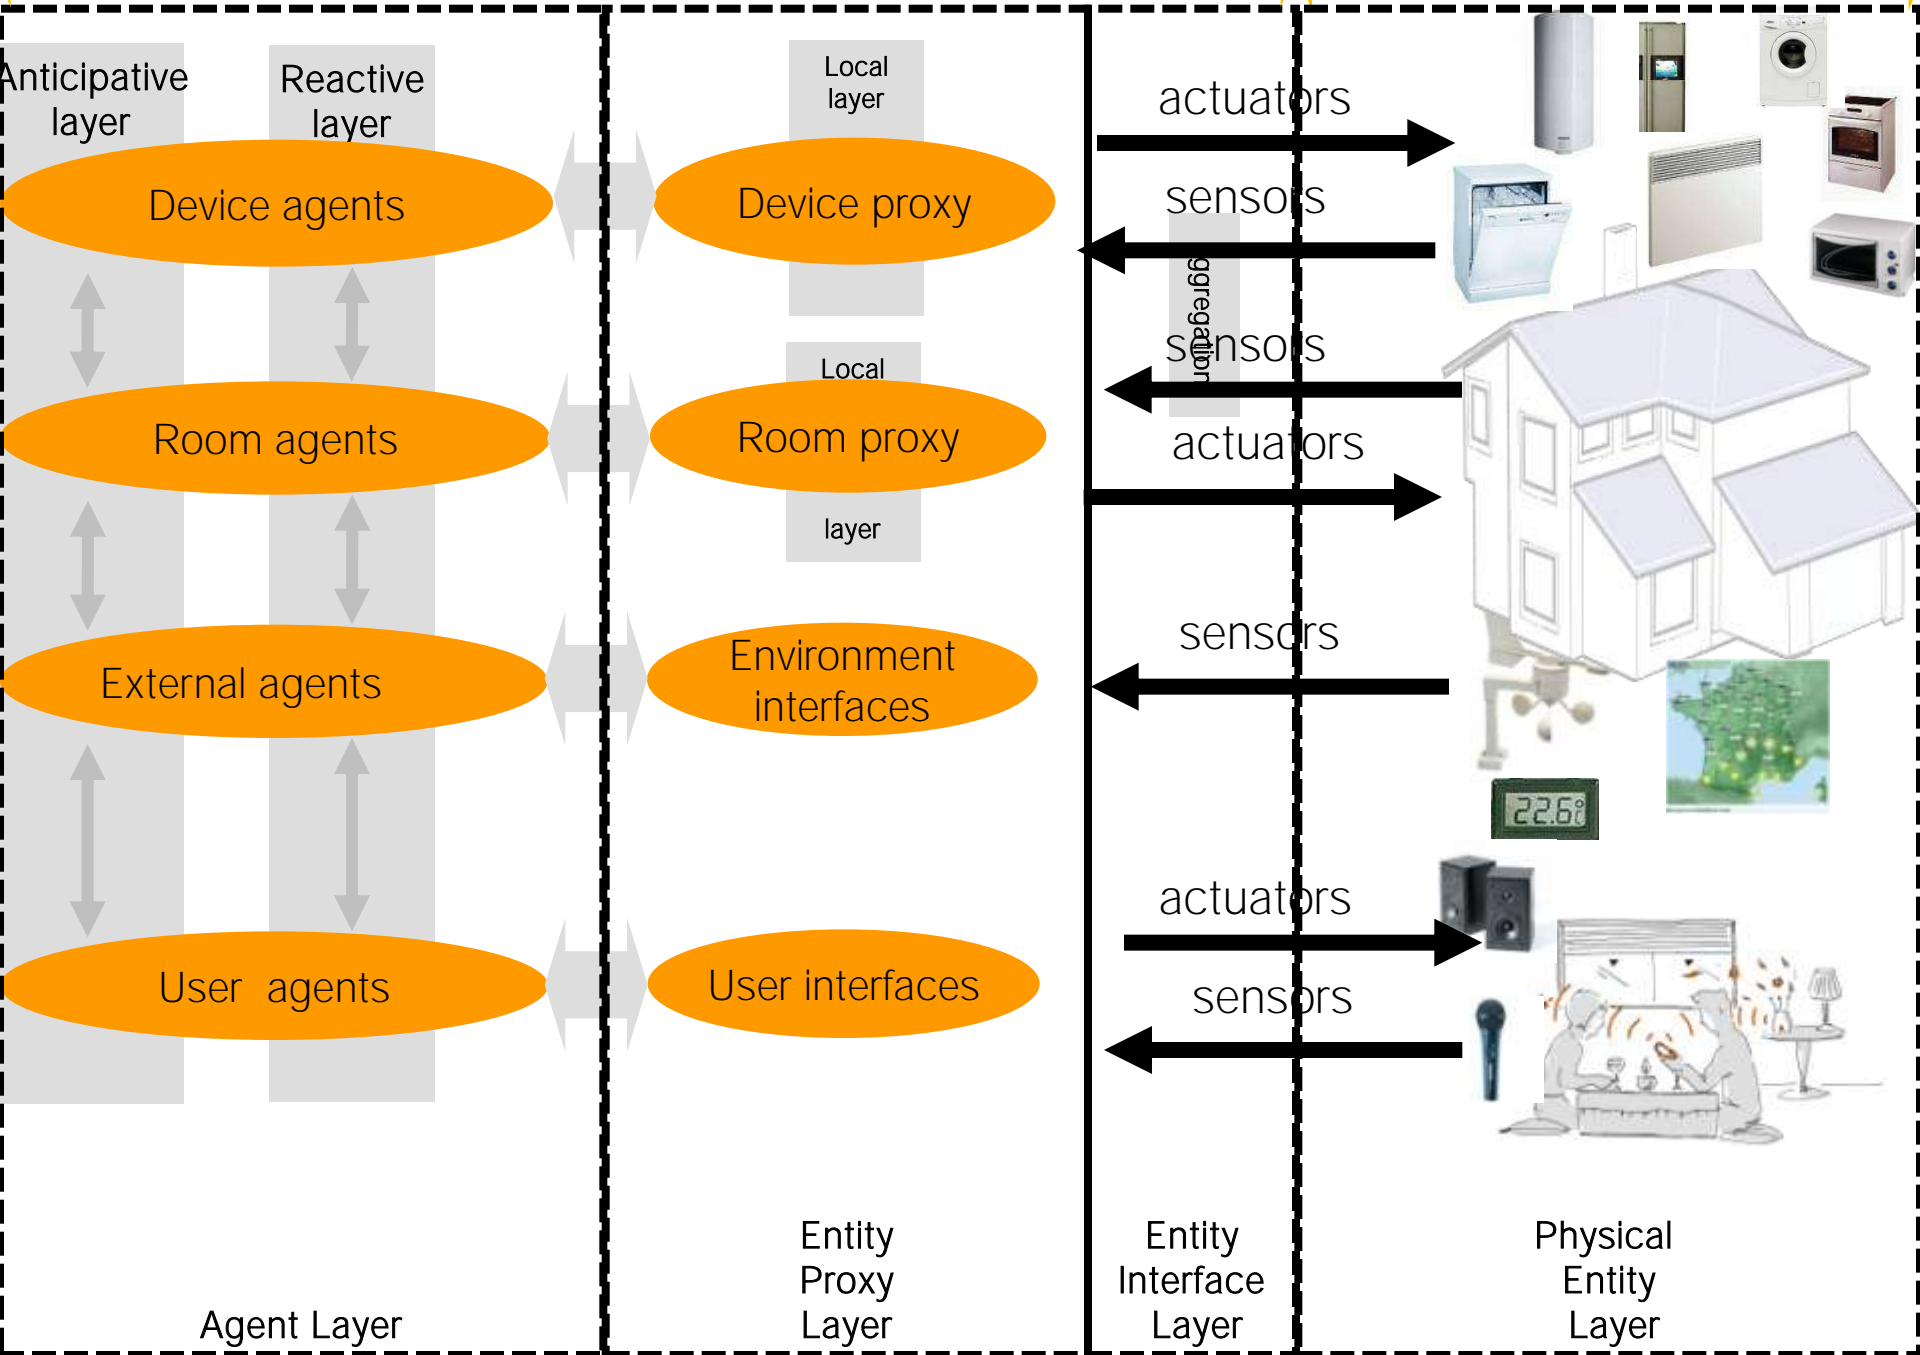 Anticipative
layer
Reactive
layer
Local
layer
actuators
Device agents
Device proxy
sensors
ggregation
Local
sensors
Room agents
Room proxy
actuators
layer
sensors
External agents
Environment
interfaces
22.6°
actuators
User agents
User interfaces
sensors
Agent Layer
Entity
Proxy
Layer
Entity
Interface
Layer
Physical
Entity
Layer